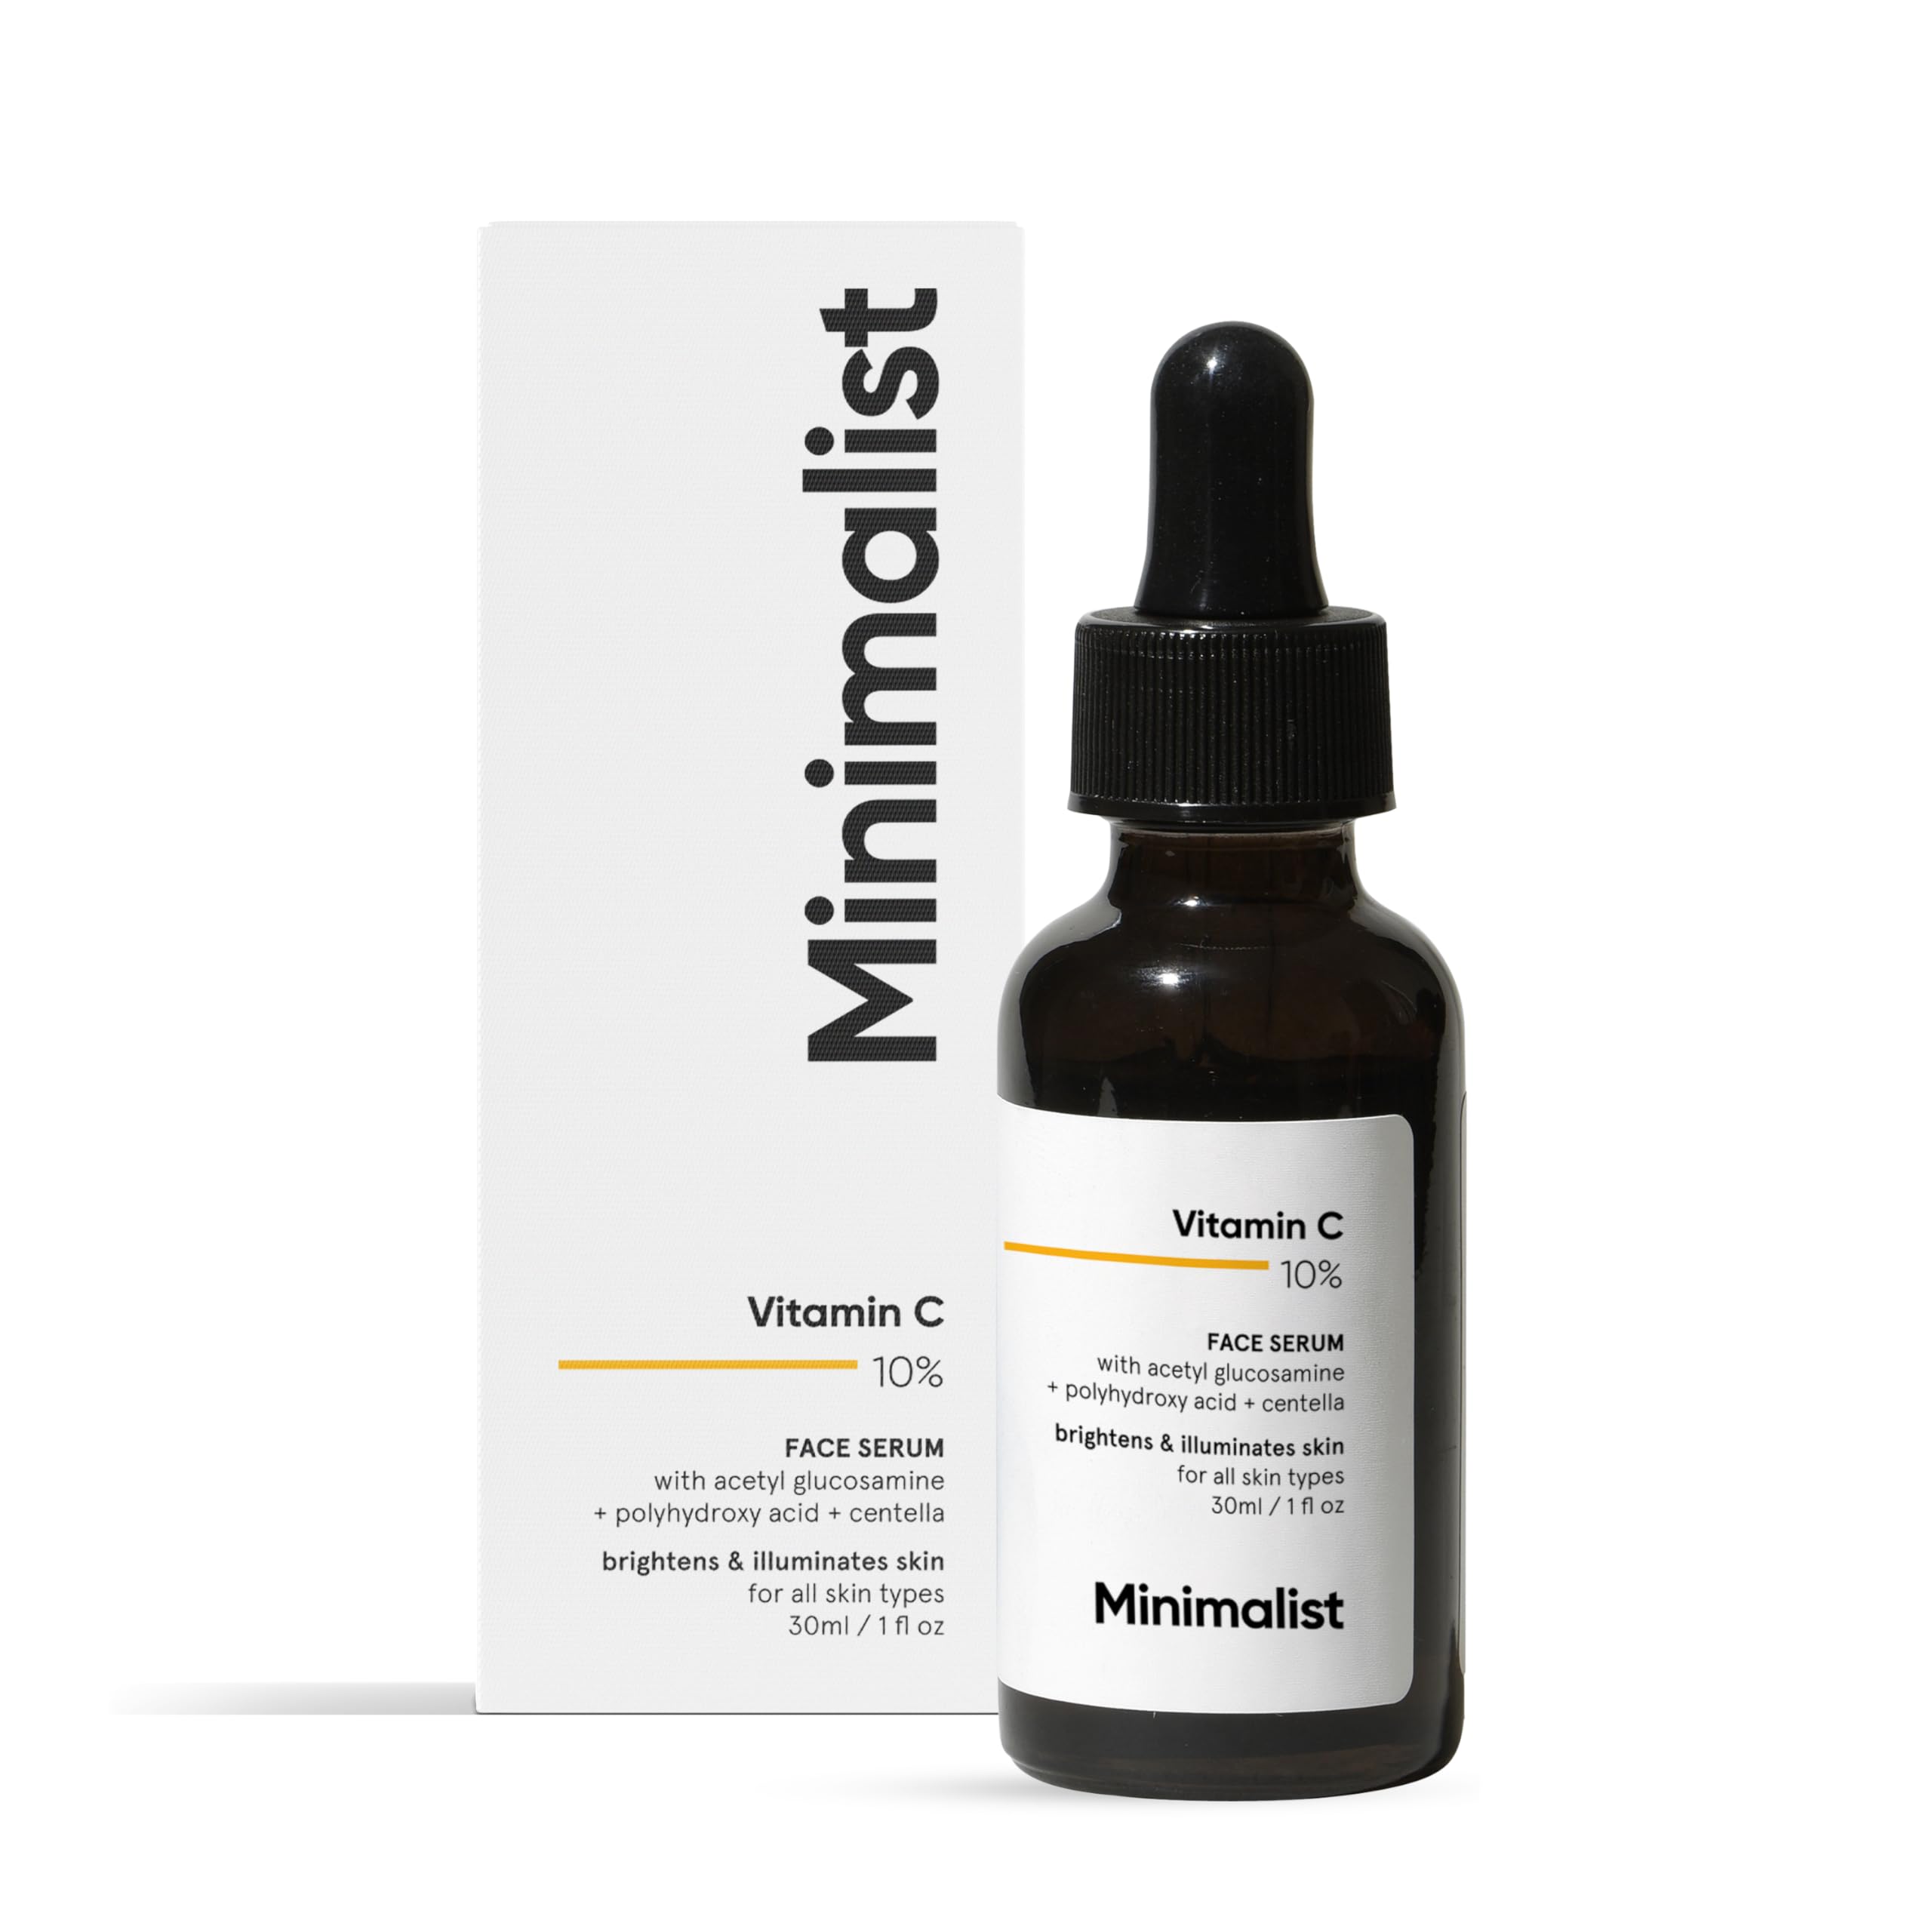 Minimalist
Vitamin C
10%
FACE SERUM
with acetyl glucosamine
+ polyhydroxy acid + centella
brightens & illuminates skin
for all skin types
30ml / 1 fl oz
Vitamin C
10%
FACE SERUM
with acetyl glucosamine
+ polyhydroxy acid + centella
brightens & illuminates skin
for all skin types
30ml / 1 fl oz
Minimalist